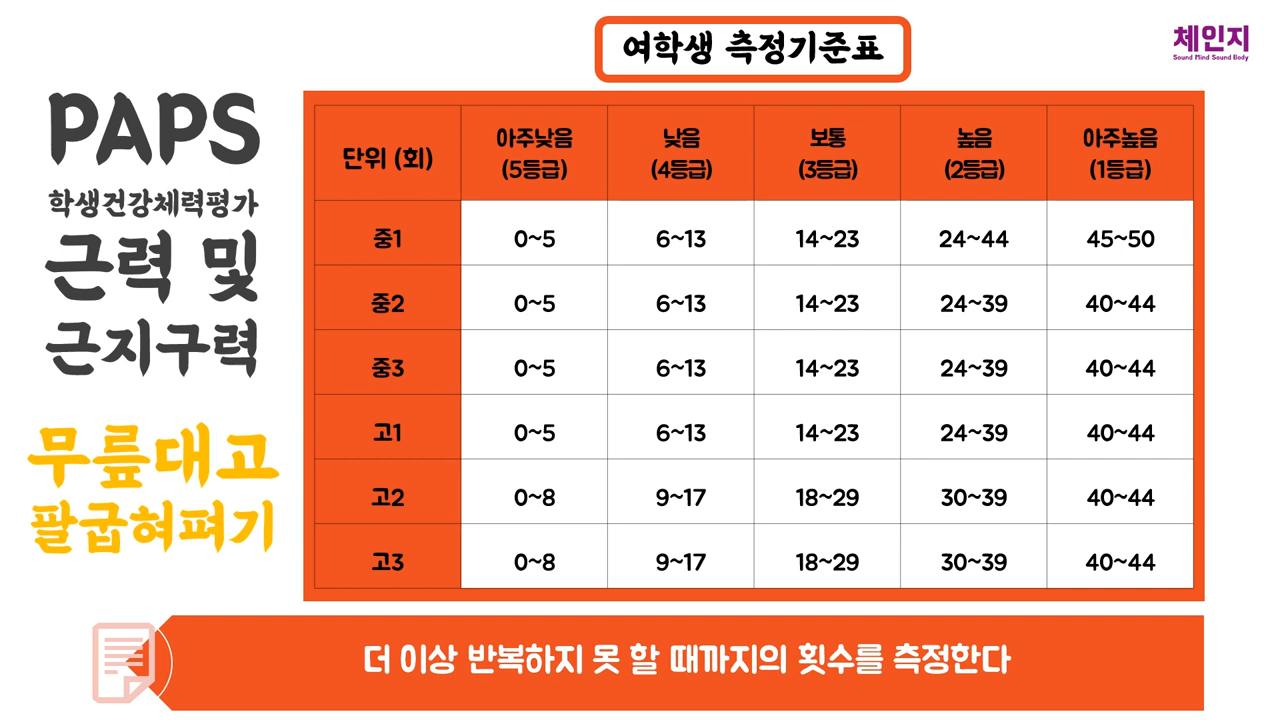 여학생 측정기준표
체인지
Sound Mind Sound Body
PAPS
학생건강체력평가
근력 및
근지구력
무릎대고
팔굽혀펴기
단위 (회) 아주낮음 (5등급) 낮음 (4등급) 보통 (3등급) 높음 (2등급) 아주높음 (1등급)
중1 0~5 6~13 14~23 24~44 45~50
중2 0~5 6~13 14~23 24~39 40~44
중3 0~5 6~13 14~23 24~39 40~44
고1 0~5 6~13 14~23 24~39 40~44
고2 0~8 9~17 18~29 30~39 40~44
고3 0~8 9~17 18~29 30~39 40~44
더 이상 반복하지 못 할 때까지의 횟수를 측정한다